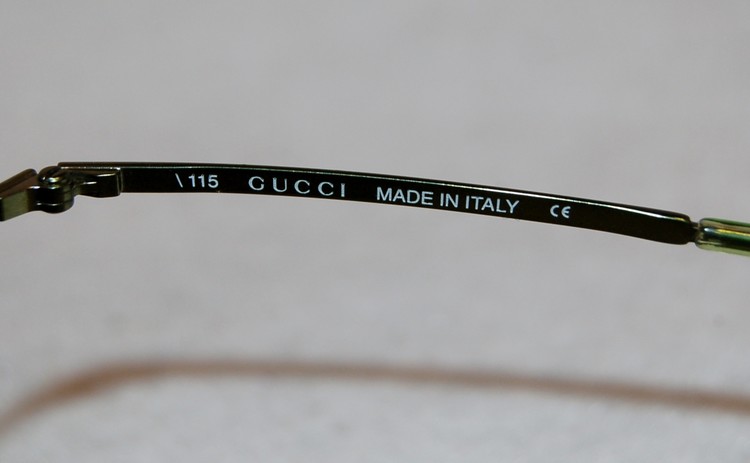 \ 115 GUCCI MADE IN ITALY CE